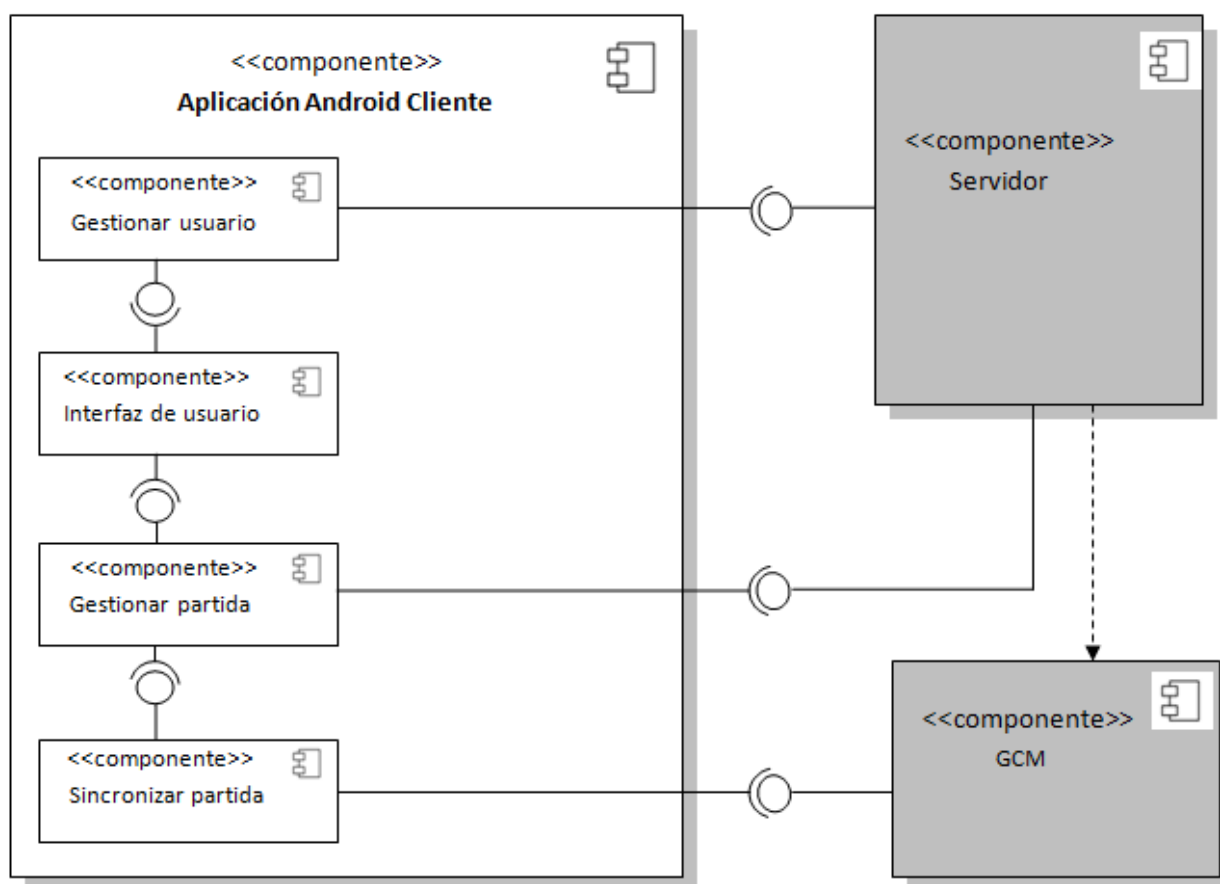 <<componente>>
Aplicación Android Cliente
<<componente>>
Gestionar usuario
<<componente>>
Interfaz de usuario
<<componente>>
Gestionar partida
<<componente>>
Sincronizar partida
<<componente>>
Servidor
<<componente>>
GCM